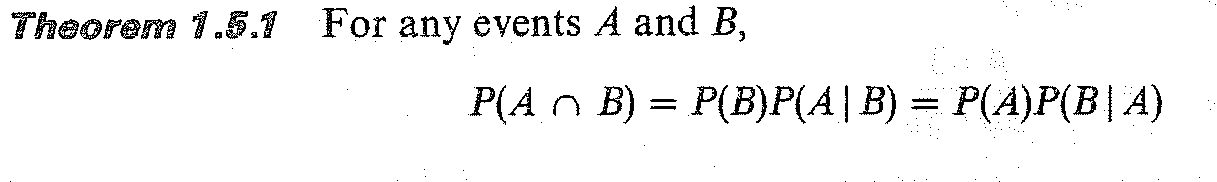 Theorem 1.5.1 For any events A and B,
P(A ∩ B) = P(B)P(A | B) = P(A)P(B | A)